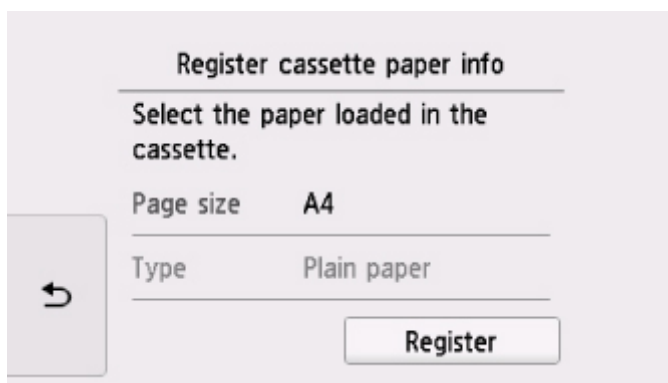 Register cassette paper info
Select the paper loaded in the
cassette.
Page size A4
Type Plain paper
Register